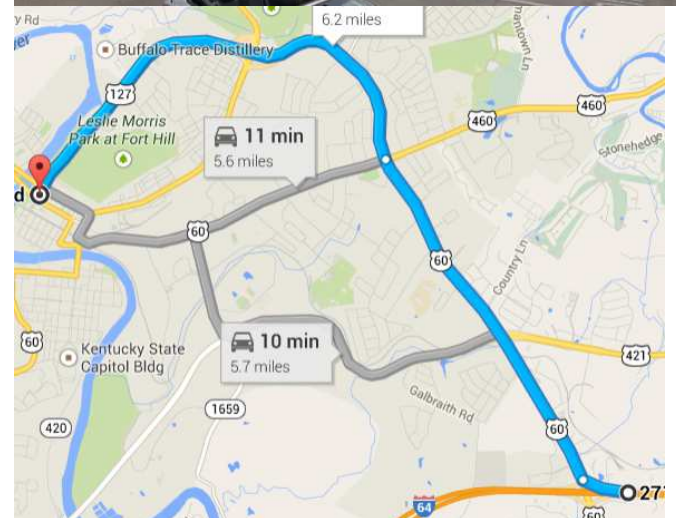 6.2 miles
Buffalo Trace Distillery
127
460
460
Leslie Morris
Park at Fort Hill
11 min
5.6 miles
Stonehedge
d
60
60
Country Ln
60
Kentucky State
Capitol Bldg
10 min
5.7 miles
421
Galbraith Rd
1659
420
60
64
27
60